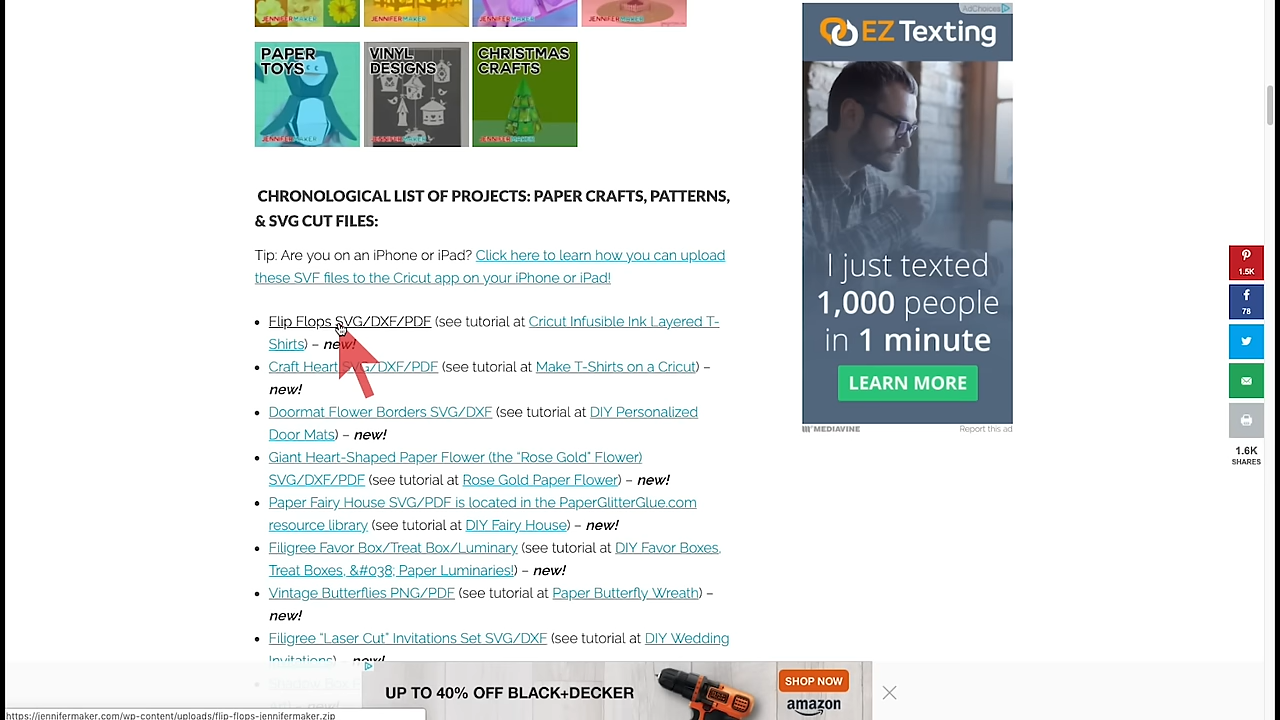 JENNIFERMAKER
JENNIFERMAKER
JENNIFERMAKER
JENNIFERMAKER
PAPER
TOYS
JENNIFERMAKER
VINYL
DESIGNS
JENNIFERMAKER
CHRISTMAS
CRAFTS
JENNIFERMAKER
CHRONOLOGICAL LIST OF PROJECTS: PAPER CRAFTS, PATTERNS,
& SVG CUT FILES:
Tip: Are you on an iPhone or iPad? Click here to learn how you can upload
these SVF files to the Cricut app on your iPhone or iPad!
• Flip Flops SVG/DXF/PDF (see tutorial at Cricut Infusible Ink Layered T-
Shirts) – new!
• Craft Heart SVG/DXF/PDF (see tutorial at Make T-Shirts on a Cricut) –
new!
• Doormat Flower Borders SVG/DXF (see tutorial at DIY Personalized
Door Mats) – new!
• Giant Heart-Shaped Paper Flower (the “Rose Gold” Flower)
SVG/DXF/PDF (see tutorial at Rose Gold Paper Flower) – new!
• Paper Fairy House SVG/PDF is located in the PaperGlitterGlue.com
resource library (see tutorial at DIY Fairy House) – new!
• Filigree Favor Box/Treat Box/Luminary (see tutorial at DIY Favor Boxes,
Treat Boxes, &#038; Paper Luminaries!) – new!
• Vintage Butterflies PNG/PDF (see tutorial at Paper Butterfly Wreath) –
new!
• Filigree “Laser Cut” Invitations Set SVG/DXF (see tutorial at DIY Wedding
Invitations) – new!
• Shadow Box
AdChoices
EZ Texting
I just texted
1,000 people
in 1 minute
LEARN MORE
MEDIAVINE
Report this ad
1.5K
78
1.6K
SHARES
UP TO 40% OFF BLACK+DECKER
SHOP NOW
amazon
https://jennifermaker.com/wp-content/uploads/flip-flops-jennifermaker.zip